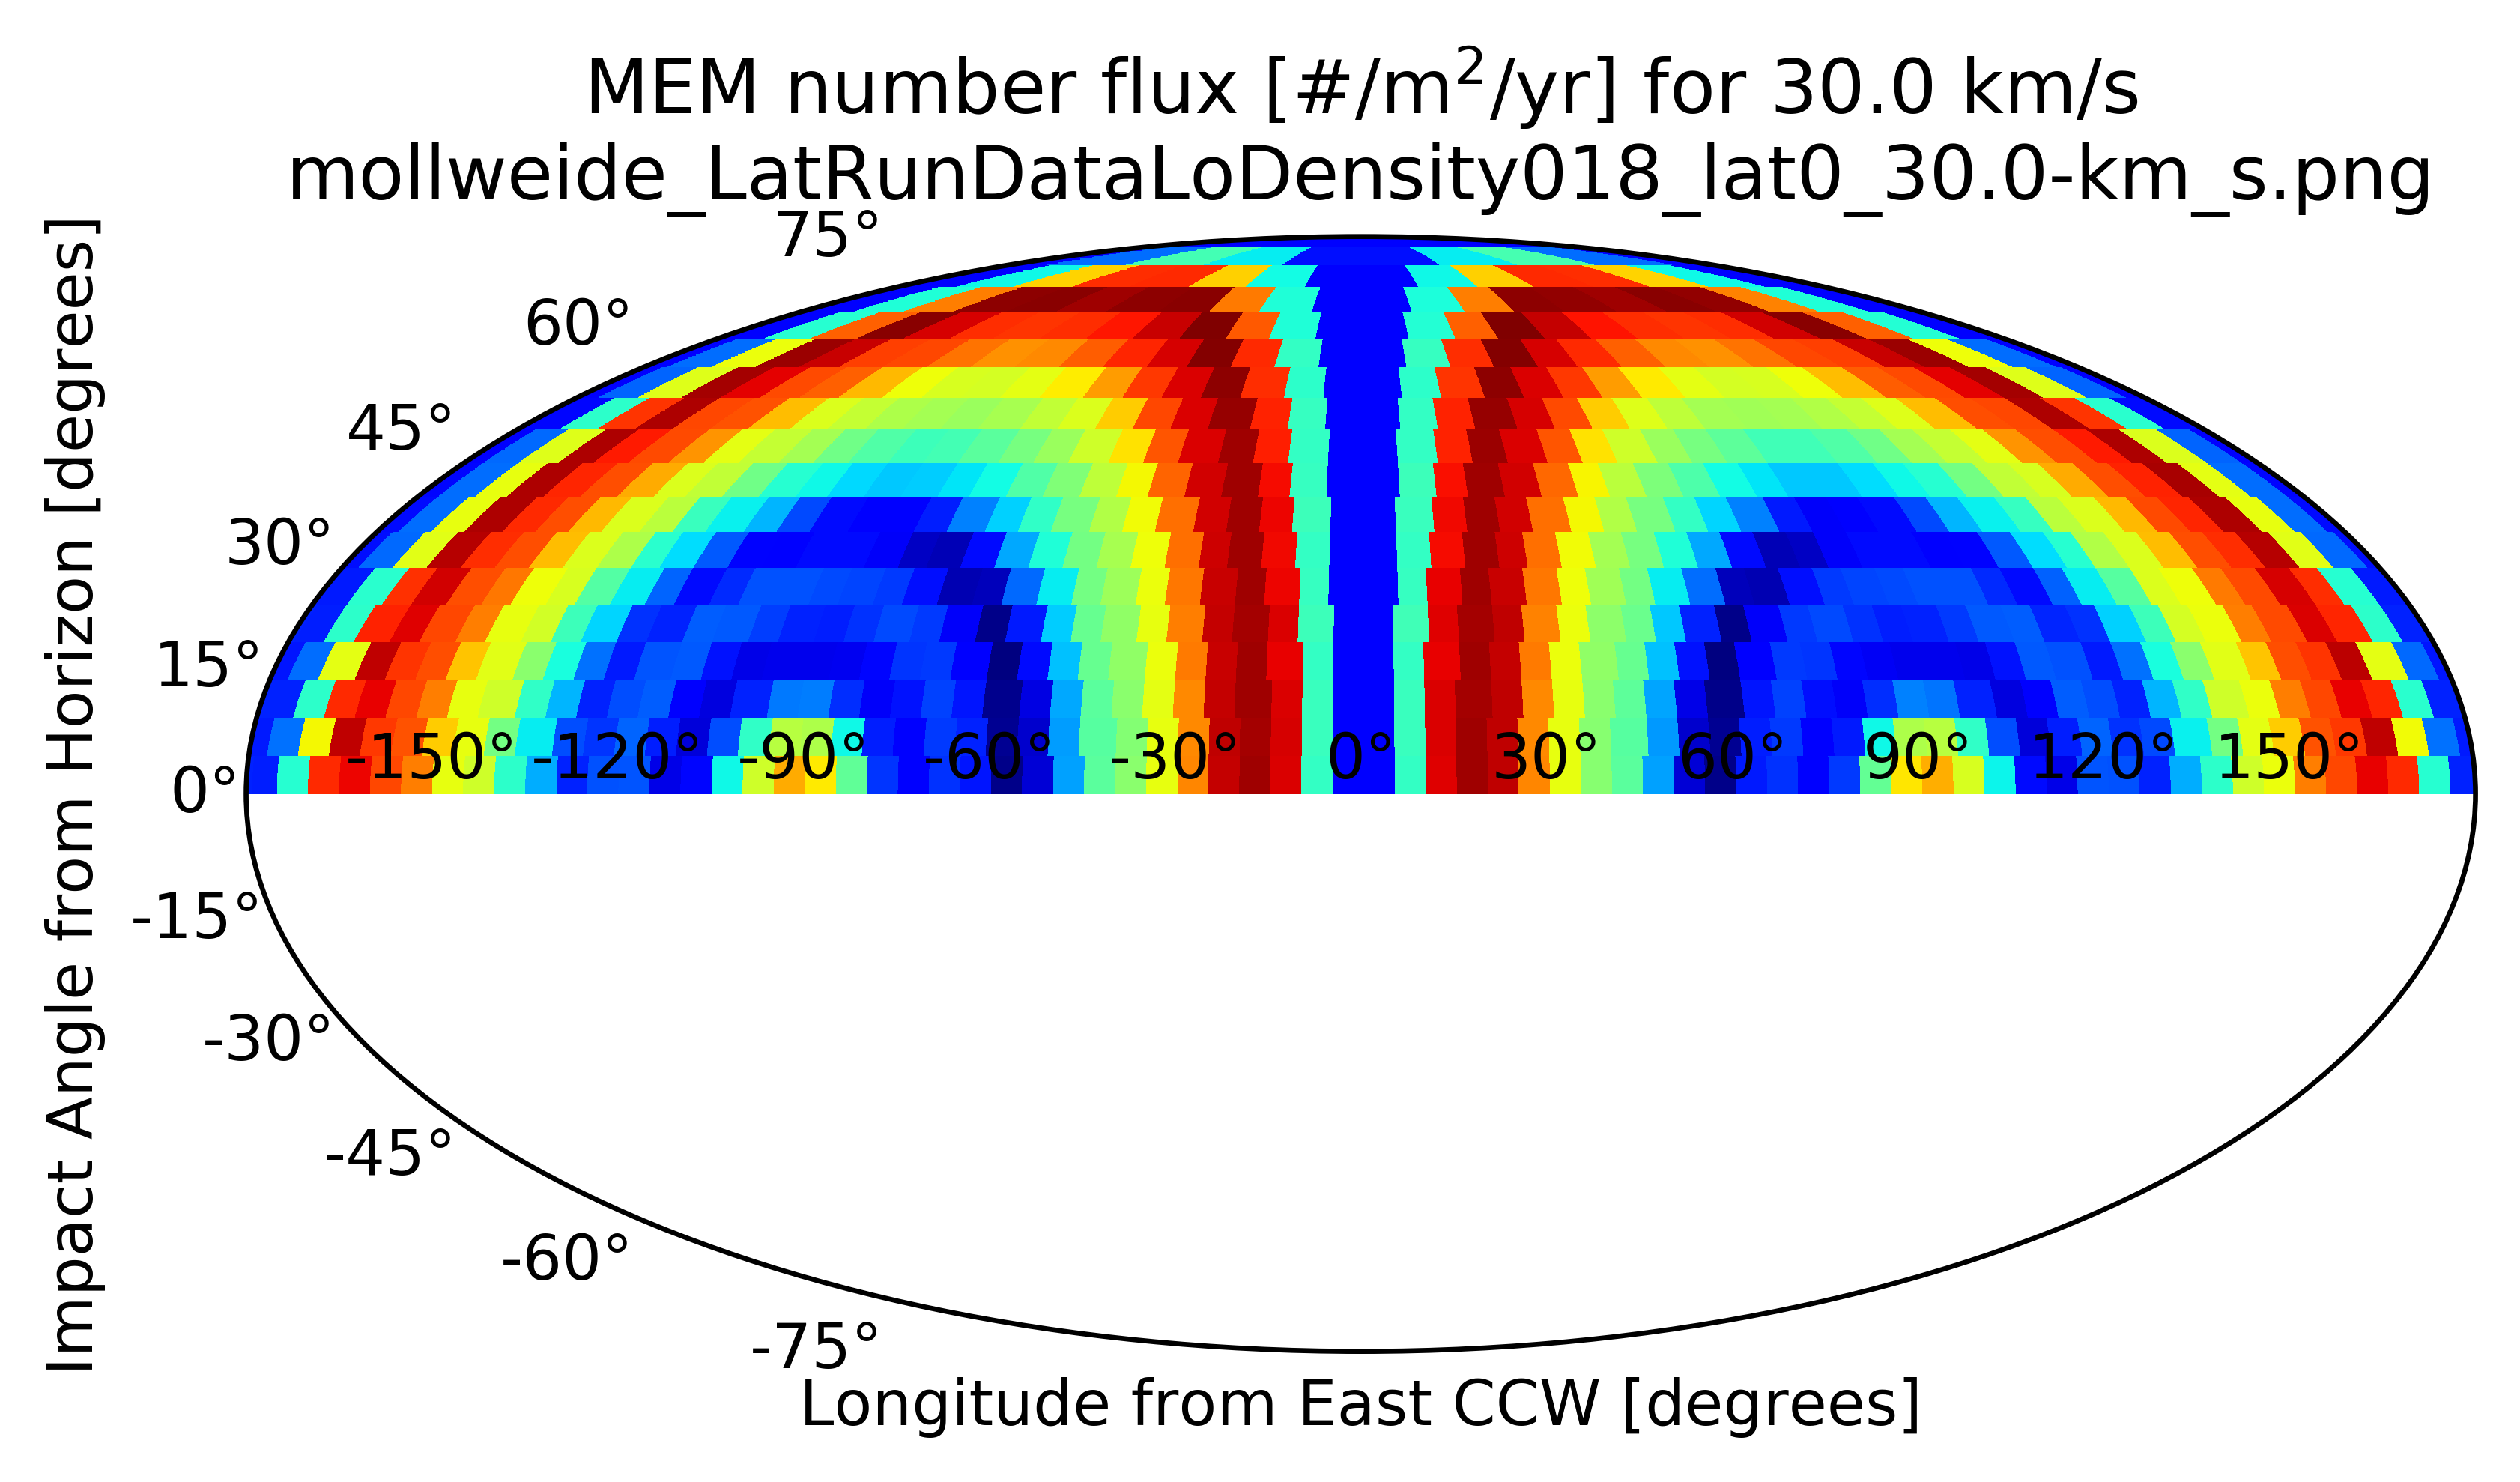 MEM number flux [#/m²/yr] for 30.0 km/s
mollweide_LatRunDataLoDensity018_lat0_30.0-km_s.png
Impact Angle from Horizon [degrees]
75°
60°
45°
30°
15°
0°
-15°
-30°
-45°
-60°
-75°
-150° -120° -90° -60° -30° 0° 30° 60° 90° 120° 150°
Longitude from East CCW [degrees]